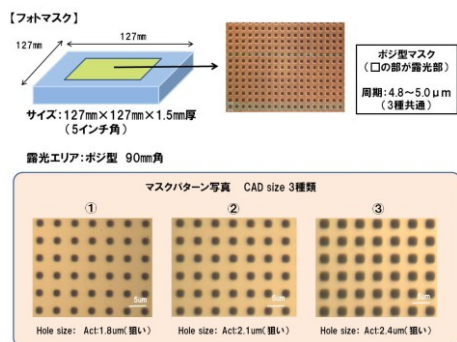 【フォトマスク】
127mm
127mm
サイズ:127mm×127mm×1.5mm厚
(5インチ角)
ポジ型マスク
(□の部が露光部)
周期:4.8~5.0μm
(3種共通)
露光エリア:ポジ型 90mm角
マスクパターン写真 CAD size 3種類
① ② ③
5um 5um 5um
Hole size: Act:1.8um(狙い) Hole size: Act:2.1um(狙い) Hole size: Act:2.4um(狙い)